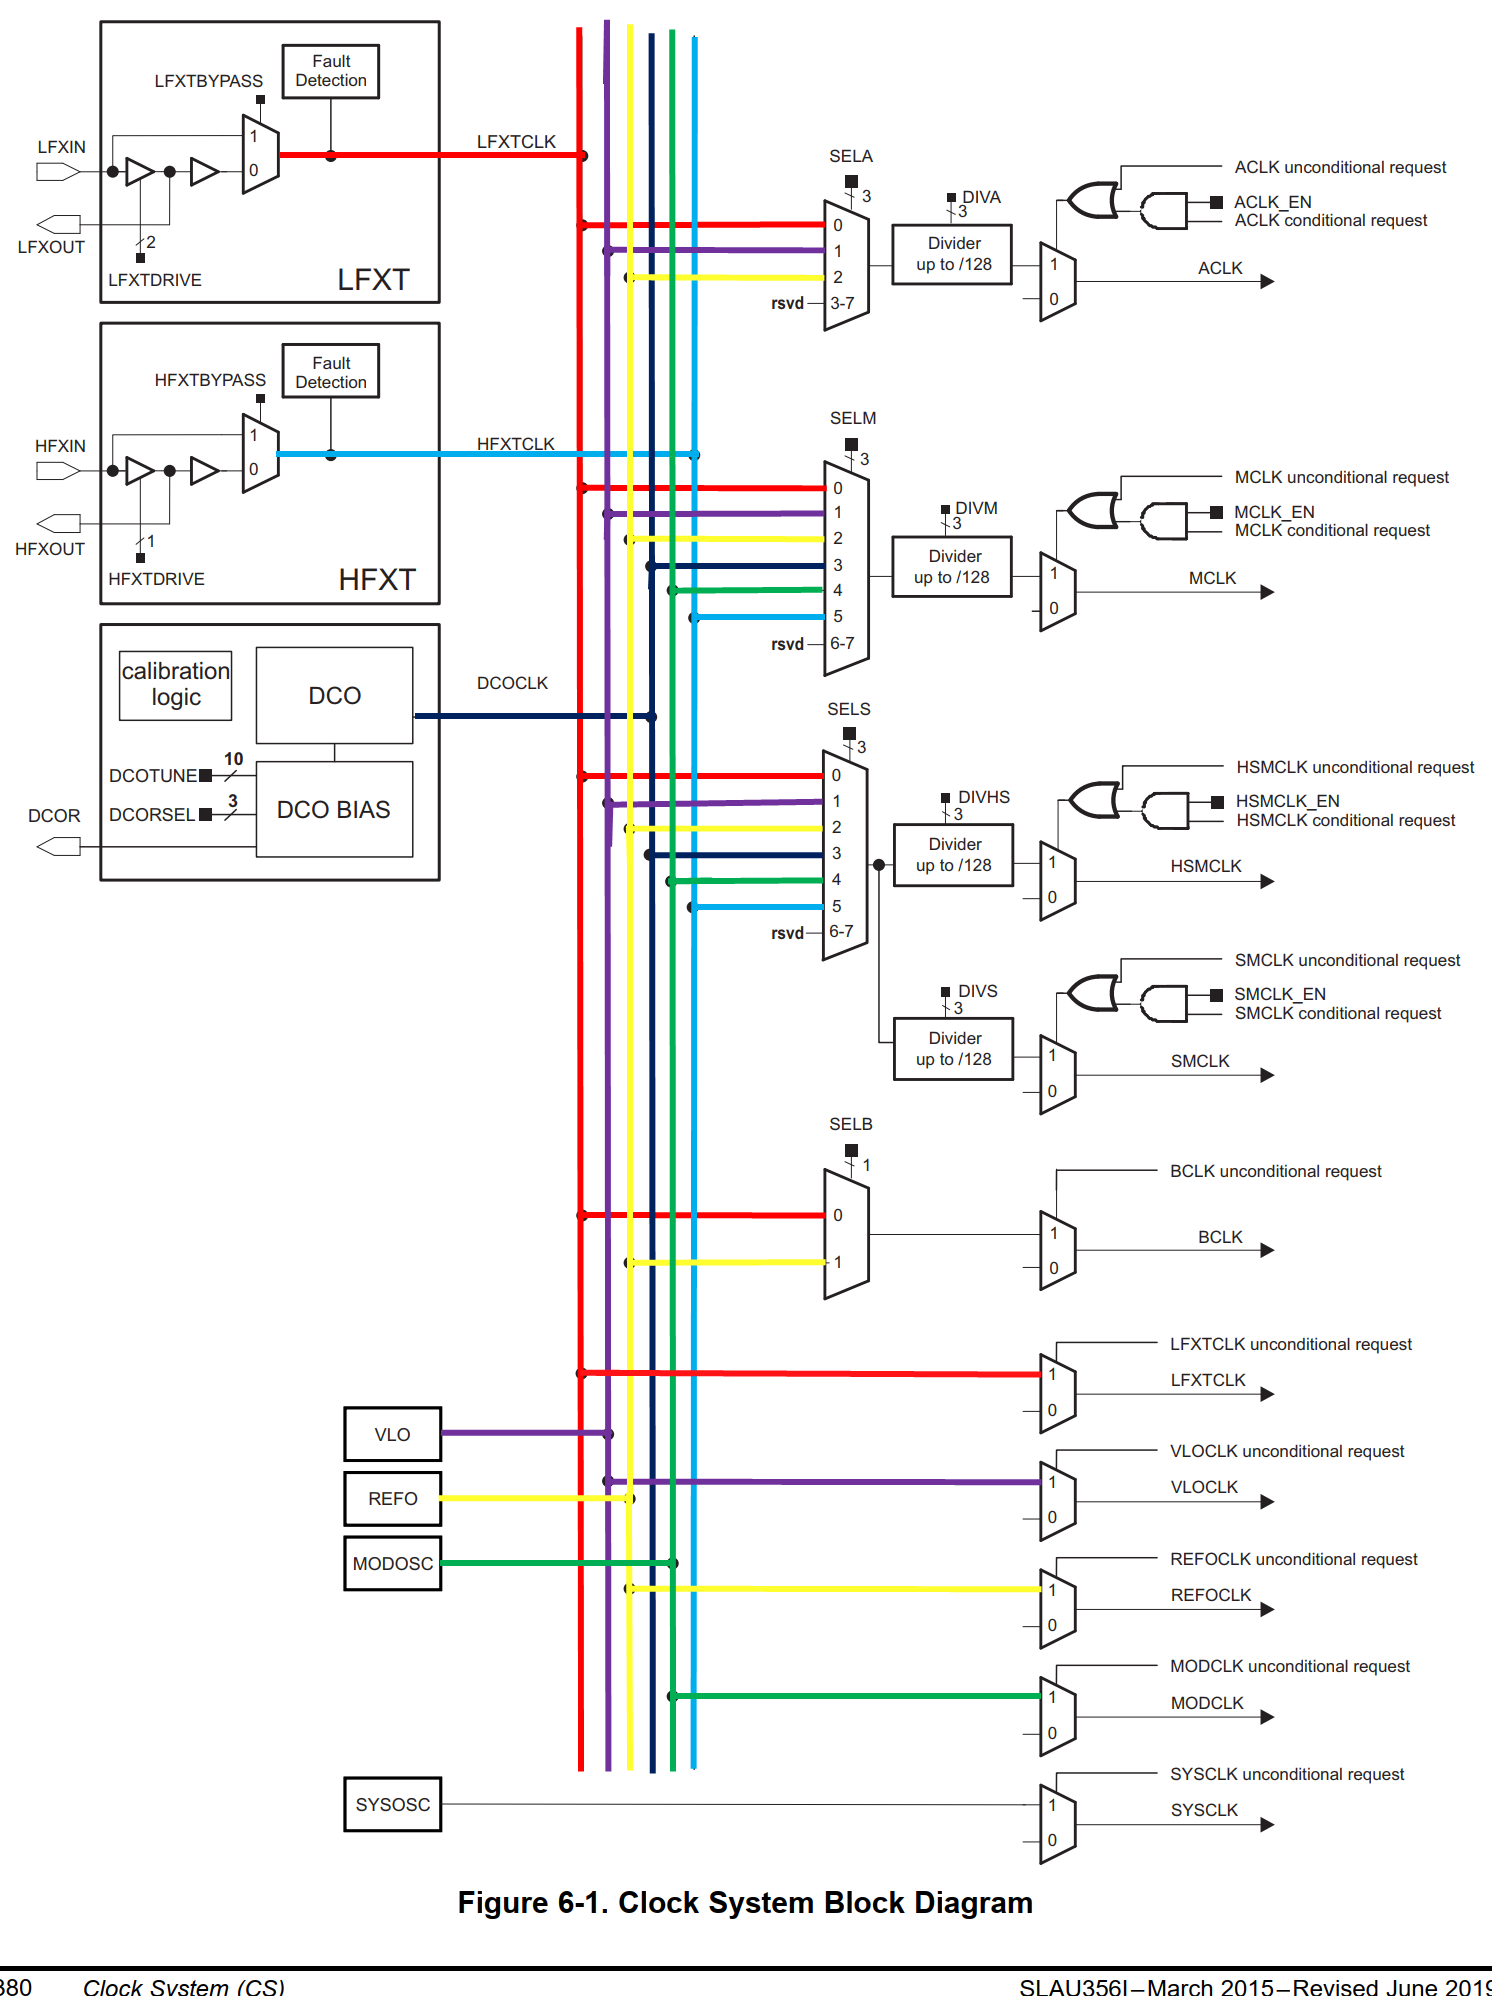 LFXTBYPASS
Fault
Detection
LFXIN
1
0
LFXTCLK
LFXOUT
2
LFXTDRIVE
LFXT
SELA
3
0
1
2
rsvd 3-7
DIVA
3
Divider
up to /128
ACLK unconditional request
ACLK_EN
ACLK conditional request
1
0
ACLK
HFXTBYPASS
Fault
Detection
HFXIN
1
0
HFXTCLK
HFXOUT
1
HFXTDRIVE
HFXT
SELM
3
0
1
2
3
4
5
rsvd 6-7
DIVM
3
Divider
up to /128
MCLK unconditional request
MCLK_EN
MCLK conditional request
1
0
MCLK
calibration
logic
DCO
DCOCLK
DCOTUNE 10
DCORSEL 3
DCO BIAS
DCOR
SELS
3
0
1
2
3
4
5
rsvd 6-7
DIVHS
3
Divider
up to /128
HSMCLK unconditional request
HSMCLK_EN
HSMCLK conditional request
1
0
HSMCLK
DIVS
3
Divider
up to /128
SMCLK unconditional request
SMCLK_EN
SMCLK conditional request
1
0
SMCLK
SELB
1
0
1
BCLK unconditional request
1
0
BCLK
LFXTCLK unconditional request
1
0
LFXTCLK
VLO
VLOCLK unconditional request
1
0
VLOCLK
REFO
MODOSC
REFOCLK unconditional request
1
0
REFOCLK
MODCLK unconditional request
1
0
MODCLK
SYSOSC
SYSCLK unconditional request
1
0
SYSCLK
Figure 6-1. Clock System Block Diagram
380 Clock System (CS) SLAU356I–March 2015–Revised June 2019